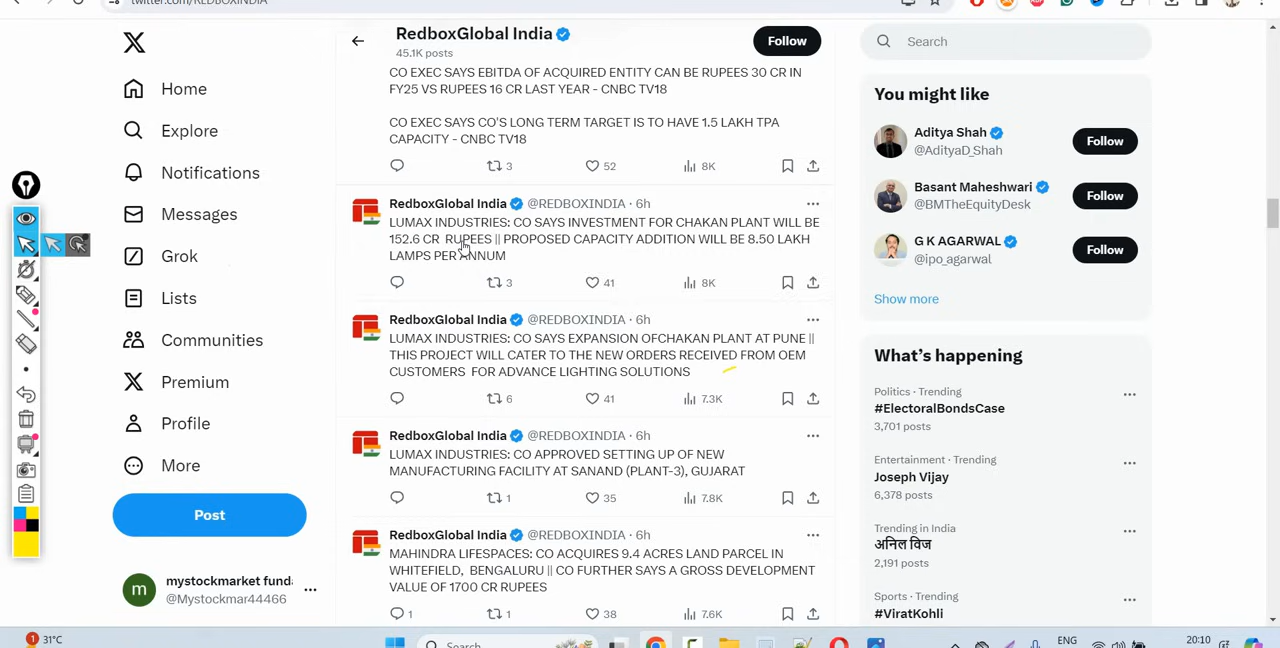 twitter.com/REDBOXINDIA
RedboxGlobal India
45.1K posts
Follow
Search
Home
Explore
Notifications
Messages
Grok
Lists
Communities
Premium
Profile
More
Post
mystockmarket fund
@Mystockmar44466
CO EXEC SAYS EBITDA OF ACQUIRED ENTITY CAN BE RUPEES 30 CR IN
FY25 VS RUPEES 16 CR LAST YEAR - CNBC TV18
CO EXEC SAYS CO'S LONG TERM TARGET IS TO HAVE 1.5 LAKH TPA
CAPACITY - CNBC TV18
3 52 8K
RedboxGlobal India @REDBOXINDIA · 6h
LUMAX INDUSTRIES: CO SAYS INVESTMENT FOR CHAKAN PLANT WILL BE
152.6 CR RUPEES || PROPOSED CAPACITY ADDITION WILL BE 8.50 LAKH
LAMPS PER ANNUM
3 41 8K
RedboxGlobal India @REDBOXINDIA · 6h
LUMAX INDUSTRIES: CO SAYS EXPANSION OFCHAKAN PLANT AT PUNE ||
THIS PROJECT WILL CATER TO THE NEW ORDERS RECEIVED FROM OEM
CUSTOMERS FOR ADVANCE LIGHTING SOLUTIONS
6 41 7.3K
RedboxGlobal India @REDBOXINDIA · 6h
LUMAX INDUSTRIES: CO APPROVED SETTING UP OF NEW
MANUFACTURING FACILITY AT SANAND (PLANT-3), GUJARAT
1 35 7.8K
RedboxGlobal India @REDBOXINDIA · 6h
MAHINDRA LIFESPACES: CO ACQUIRES 9.4 ACRES LAND PARCEL IN
WHITEFIELD, BENGALURU || CO FURTHER SAYS A GROSS DEVELOPMENT
VALUE OF 1700 CR RUPEES
1 1 38 7.6K
You might like
Aditya Shah
@AdityaD_Shah
Follow
Basant Maheshwari
@BMTheEquityDesk
Follow
G K AGARWAL
@ipo_agarwal
Follow
Show more
What's happening
Politics · Trending
#ElectoralBondsCase
3,701 posts
Entertainment · Trending
Joseph Vijay
6,378 posts
Trending in India
अनिल विज
2,191 posts
Sports · Trending
#ViratKohli
1
31°C
Search
ENG
20:10